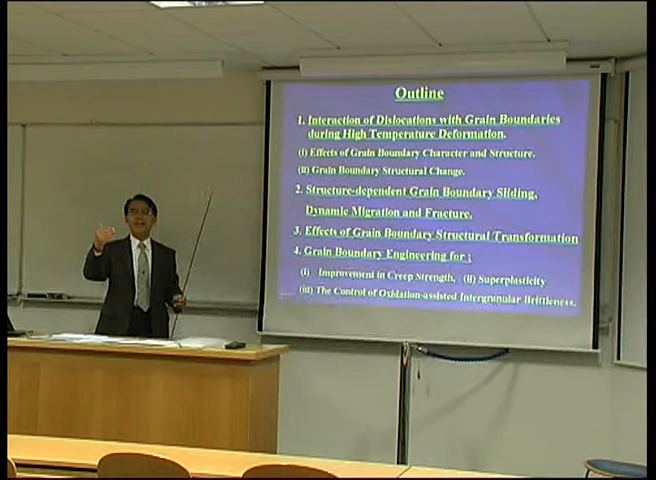 Outline
1. Interaction of Dislocations with Grain Boundaries
during High Temperature Deformation.
(i) Effects of Grain Boundary Character and Structure.
(ii) Grain Boundary Structural Change.
2. Structure-dependent Grain Boundary Sliding,
Dynamic Migration and Fracture.
3. Effects of Grain Boundary Structural Transformation
4. Grain Boundary Engineering for ;
(i) Improvement in Creep Strength, (ii) Superplasticity
(iii) The Control of Oxidation-assisted Intergranular Brittleness.